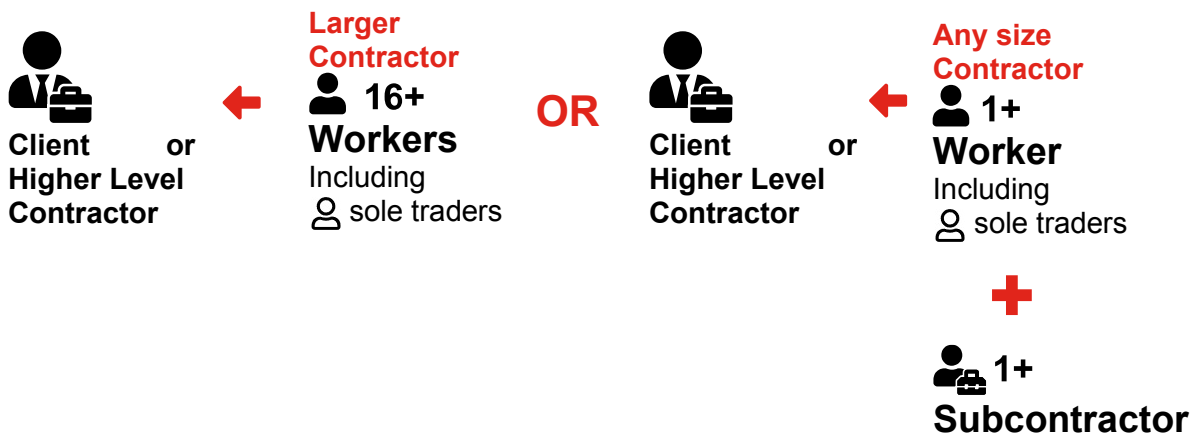 Larger
Contractor
16+
Workers
Including
sole traders
Client or
Higher Level
Contractor
OR
Client or
Higher Level
Contractor
Any size
Contractor
1+
Worker
Including
sole traders
1+
Subcontractor